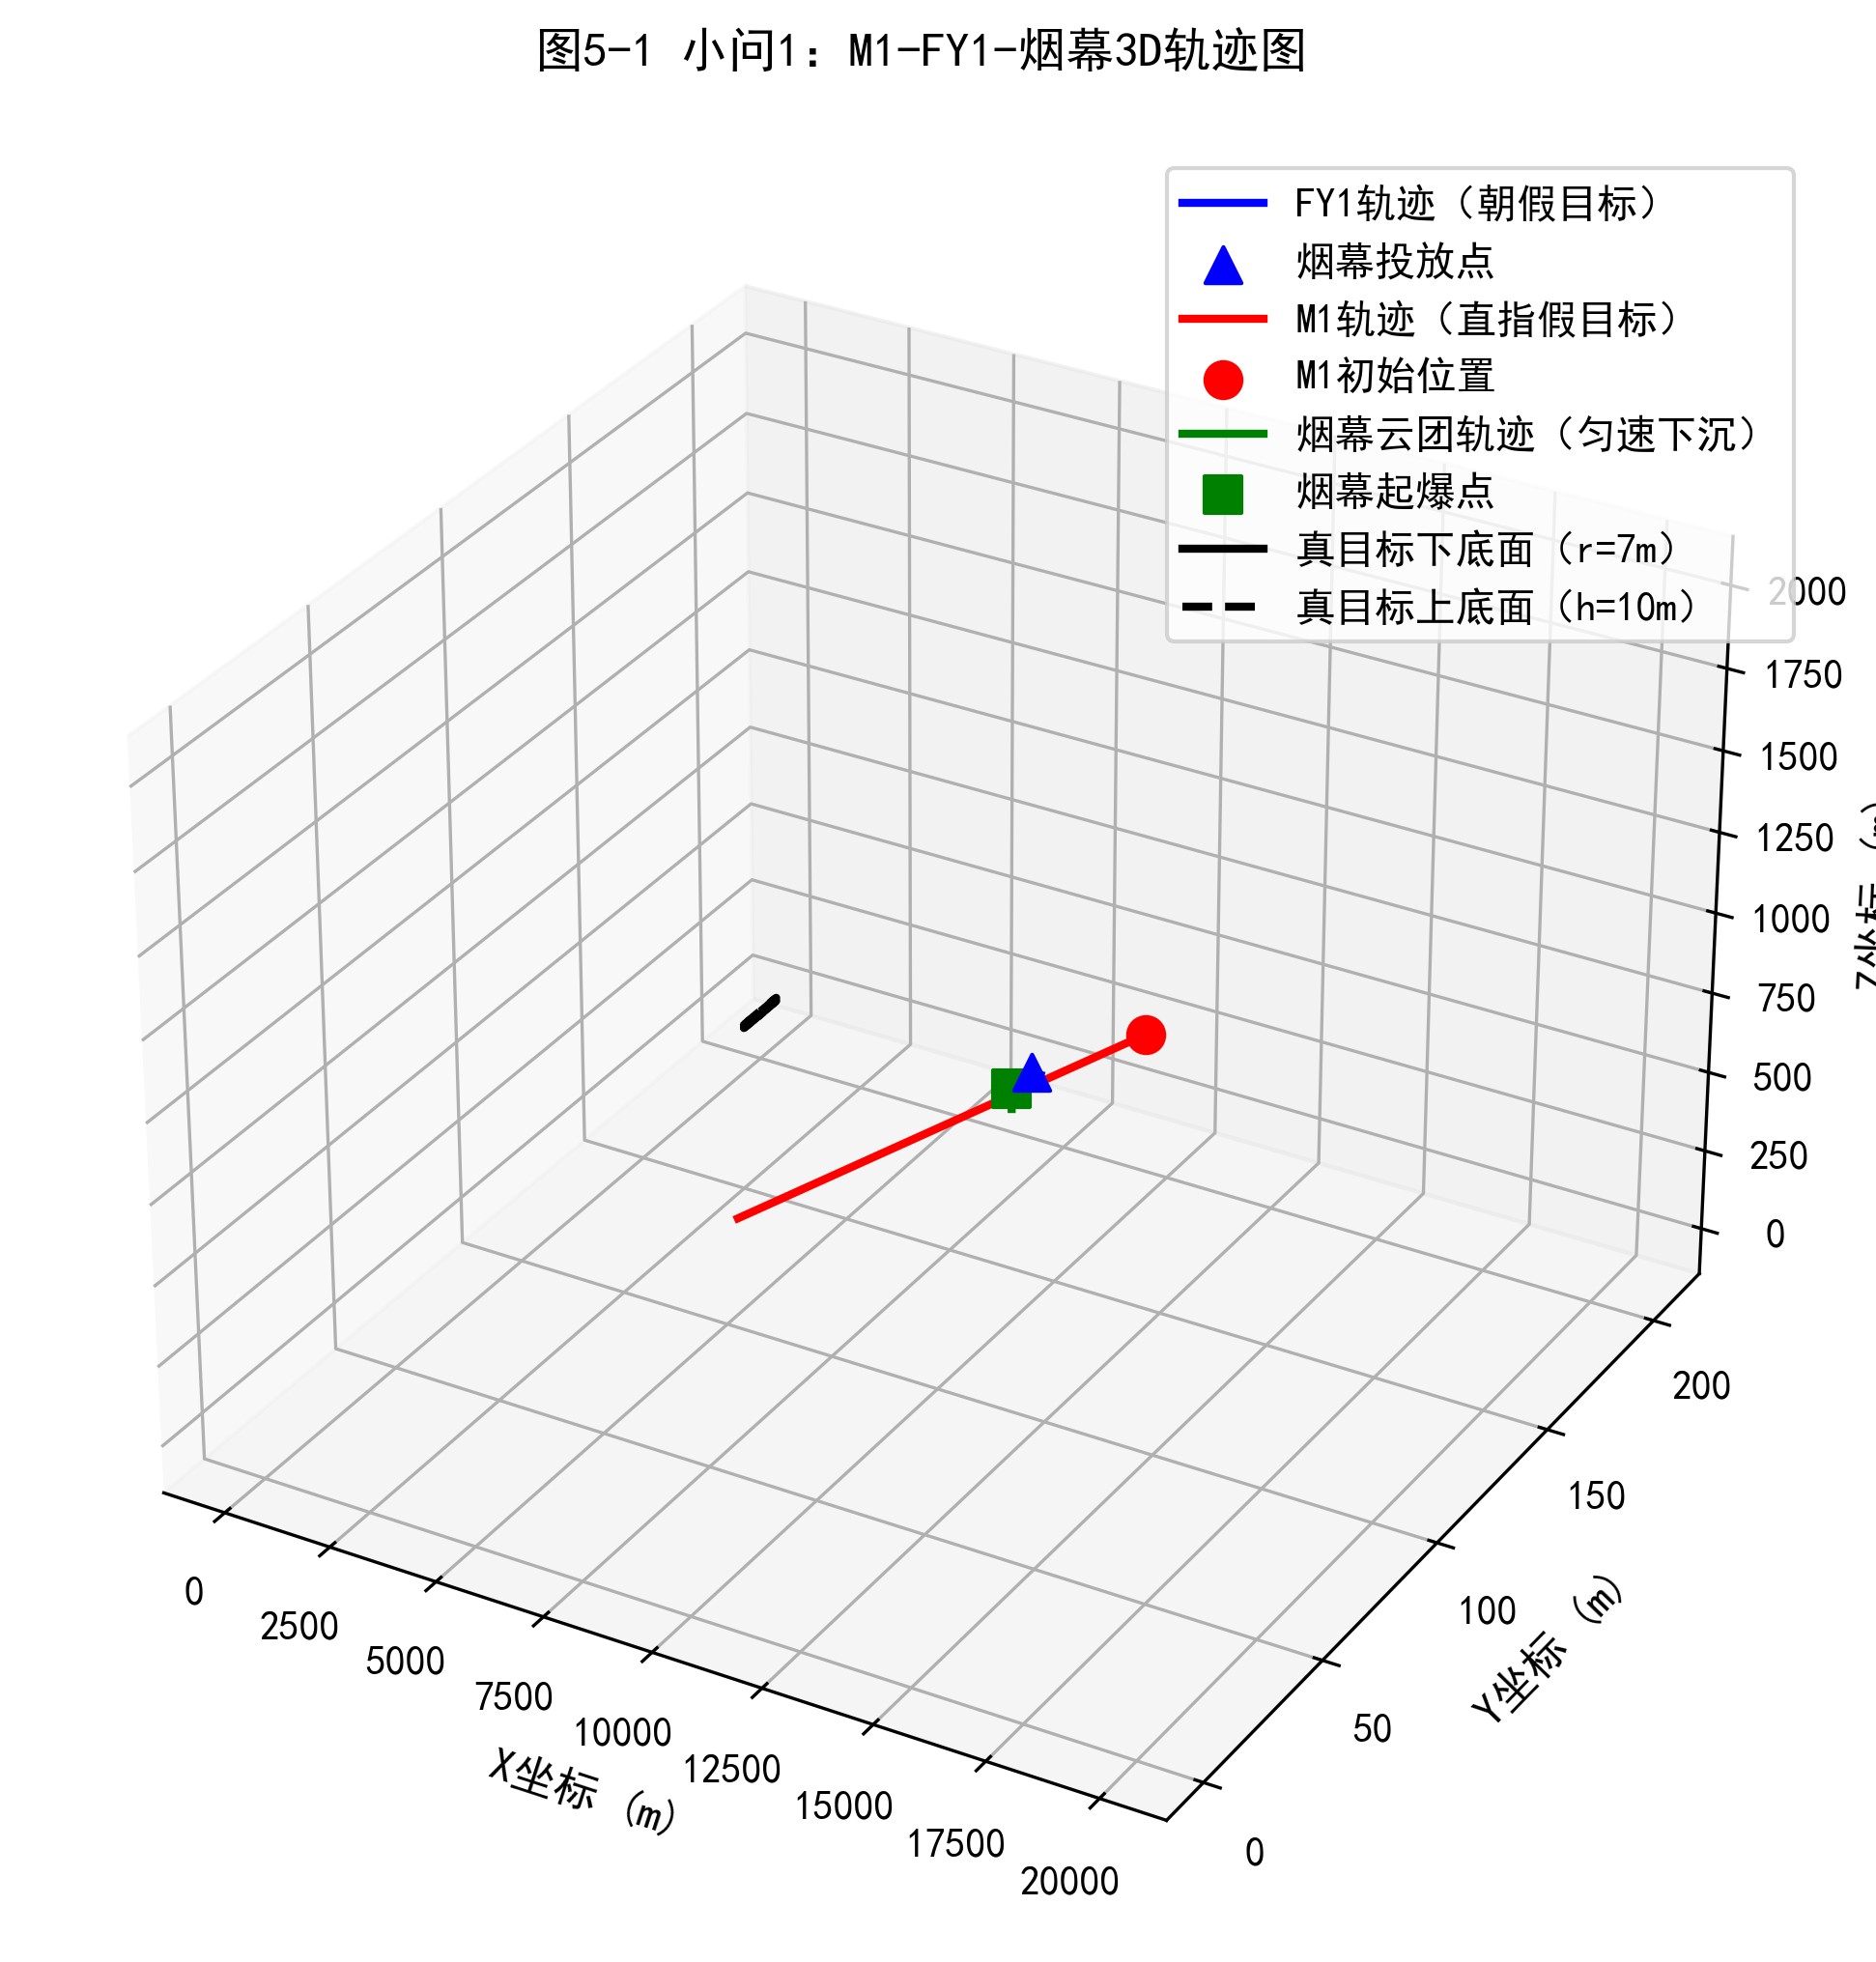 图5-1 小问1：M1-FY1-烟幕3D轨迹图
FY1轨迹（朝假目标）
烟幕投放点
M1轨迹（直指假目标）
M1初始位置
烟幕云团轨迹（匀速下沉）
烟幕起爆点
真目标下底面（r=7m）
真目标上底面（h=10m）
2000
1750
1500
1250
1000
750
500
250
0
Z坐标 (m)
200
150
100
50
0
Y坐标 (m)
0
2500
5000
7500
10000
12500
15000
17500
20000
X坐标 (m)